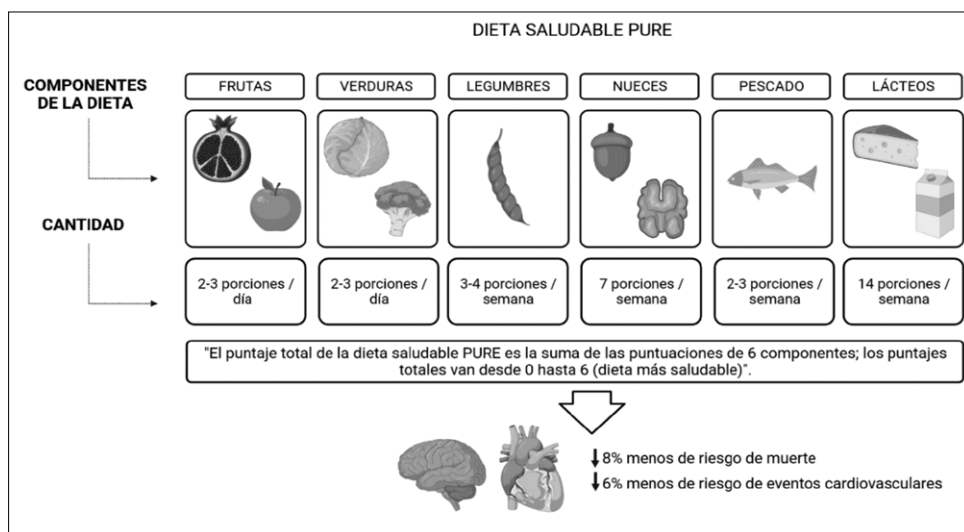 DIETA SALUDABLE PURE
COMPONENTES
DE LA DIETA
FRUTAS
VERDURAS
LEGUMBRES
NUECES
PESCADO
LÁCTEOS
CANTIDAD
2-3 porciones /
día
2-3 porciones /
día
3-4 porciones /
semana
7 porciones /
semana
2-3 porciones /
semana
14 porciones /
semana
"El puntaje total de la dieta saludable PURE es la suma de las puntuaciones de 6 componentes; los puntajes
totales van desde 0 hasta 6 (dieta más saludable)".
8% menos de riesgo de muerte
6% menos de riesgo de eventos cardiovasculares